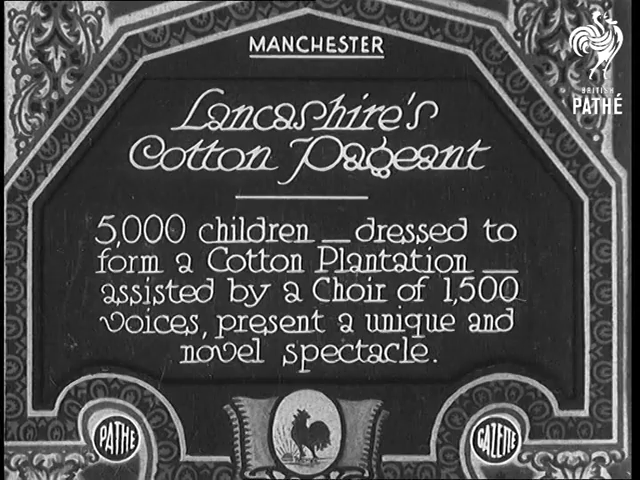 MANCHESTER
BRITISH
PATHÉ
Lancashire's
Cotton Pageant
5,000 children — dressed to
form a Cotton Plantation —
assisted by a Choir of 1,500
voices, present a unique and
novel spectacle.
PATHE
GAZETTE